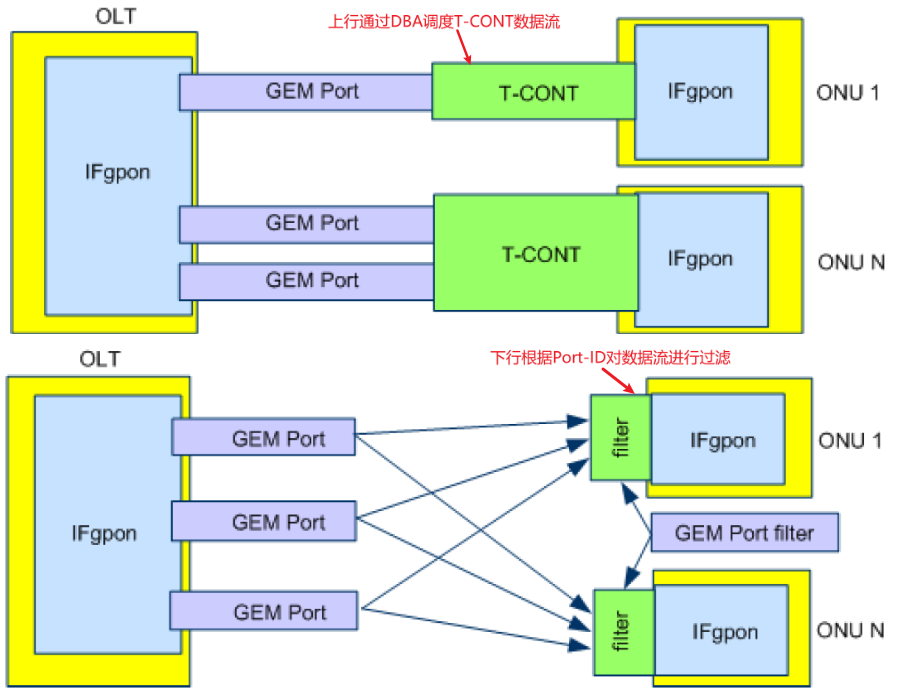 OLT
上行通过DBA调度T-CONT数据流
IFgpon
GEM Port
T-CONT
IFgpon
ONU 1
GEM Port
GEM Port
T-CONT
IFgpon
ONU N
OLT
下行根据Port-ID对数据流进行过滤
IFgpon
GEM Port
GEM Port
GEM Port
filter
IFgpon
ONU 1
GEM Port filter
filter
IFgpon
ONU N